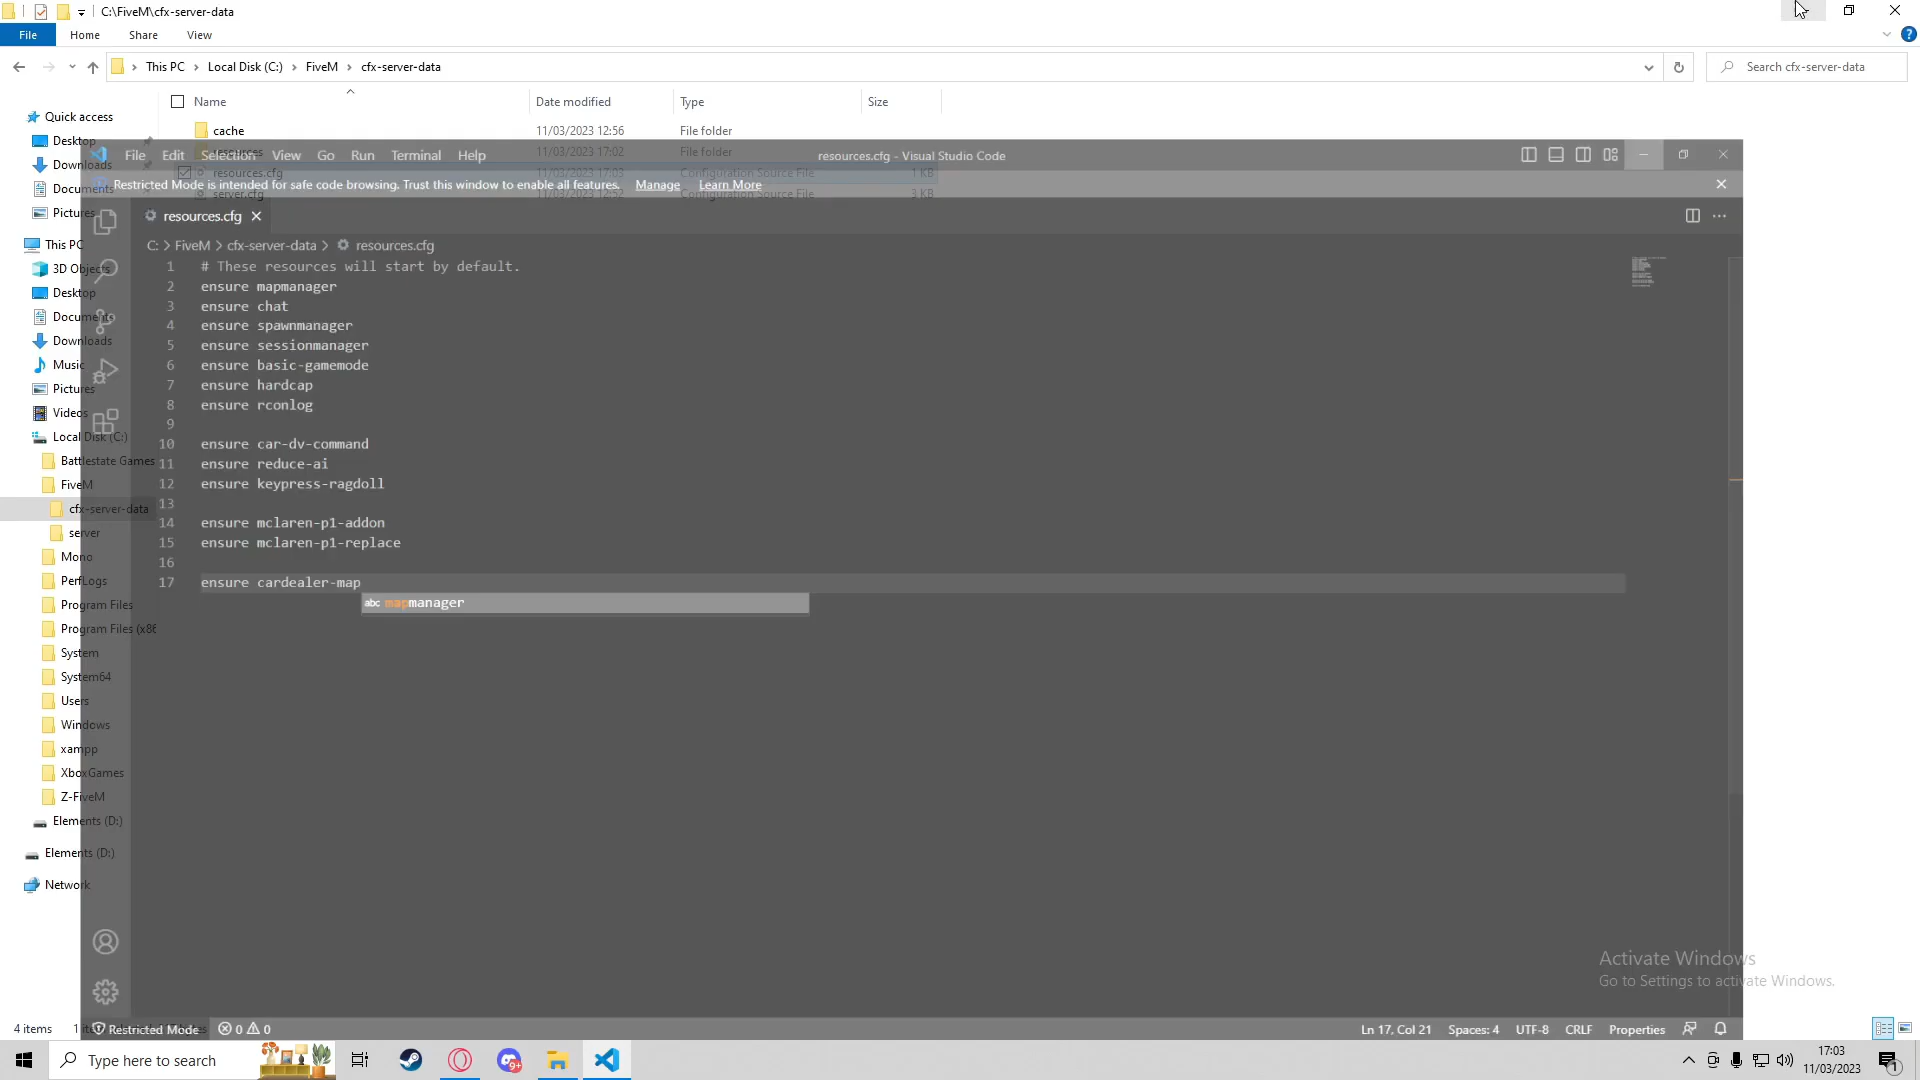 C:\FiveM\cfx-server-data
File Home Share View
This PC Local Disk (C:) FiveM cfx-server-data
Search cfx-server-data
Name Date modified Type Size
cache 11/03/2023 12:56 File folder
resources 11/03/2023 17:02 File folder
resources.cfg 11/03/2023 17:03 Configuration Source File 1 KB
server.cfg 11/03/2023 12:52 Configuration Source File 3 KB
Quick access
Desktop
Downloads
Documents
Pictures
This PC
3D Objects
Desktop
Documents
Downloads
Music
Pictures
Videos
Local Disk (C:)
Battlestate Games
FiveM
cfx-server-data
server
Mono
PerfLogs
Program Files
Program Files (x86
System
System64
Users
Windows
xampp
XboxGames
Z-FiveM
Elements (D:)
Elements (D:)
Network
4 items
File Edit Selection View Go Run Terminal Help
resources.cfg - Visual Studio Code
Restricted Mode is intended for safe code browsing. Trust this window to enable all features. Manage Learn More
resources.cfg
C: > FiveM > cfx-server-data > resources.cfg
1 # These resources will start by default.
2 ensure mapmanager
3 ensure chat
4 ensure spawnmanager
5 ensure sessionmanager
6 ensure basic-gamemode
7 ensure hardcap
8 ensure rconlog
9
10 ensure car-dv-command
11 ensure reduce-ai
12 ensure keypress-ragdoll
13
14 ensure mclaren-p1-addon
15 ensure mclaren-p1-replace
16
17 ensure cardealer-map
abc mapmanager
Activate Windows
Go to Settings to activate Windows.
Restricted Mode 0 0
Ln 17, Col 21 Spaces: 4 UTF-8 CRLF Properties
Type here to search
9+
17:03
11/03/2023
1